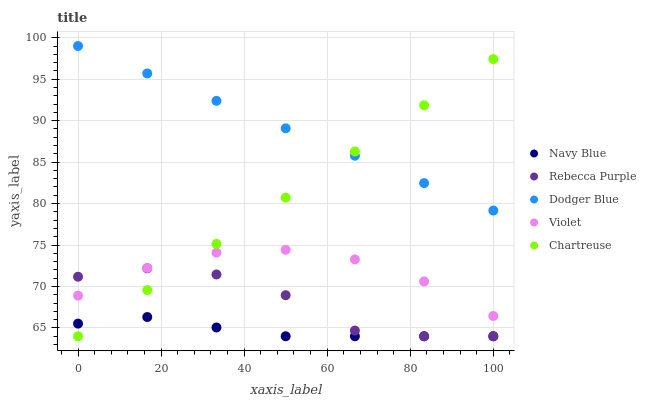 title
100
95
90
85
80
75
70
65
0
20
40
60
80
100
yaxis_label
xaxis_label
Navy Blue
Rebecca Purple
Dodger Blue
Violet
Chartreuse